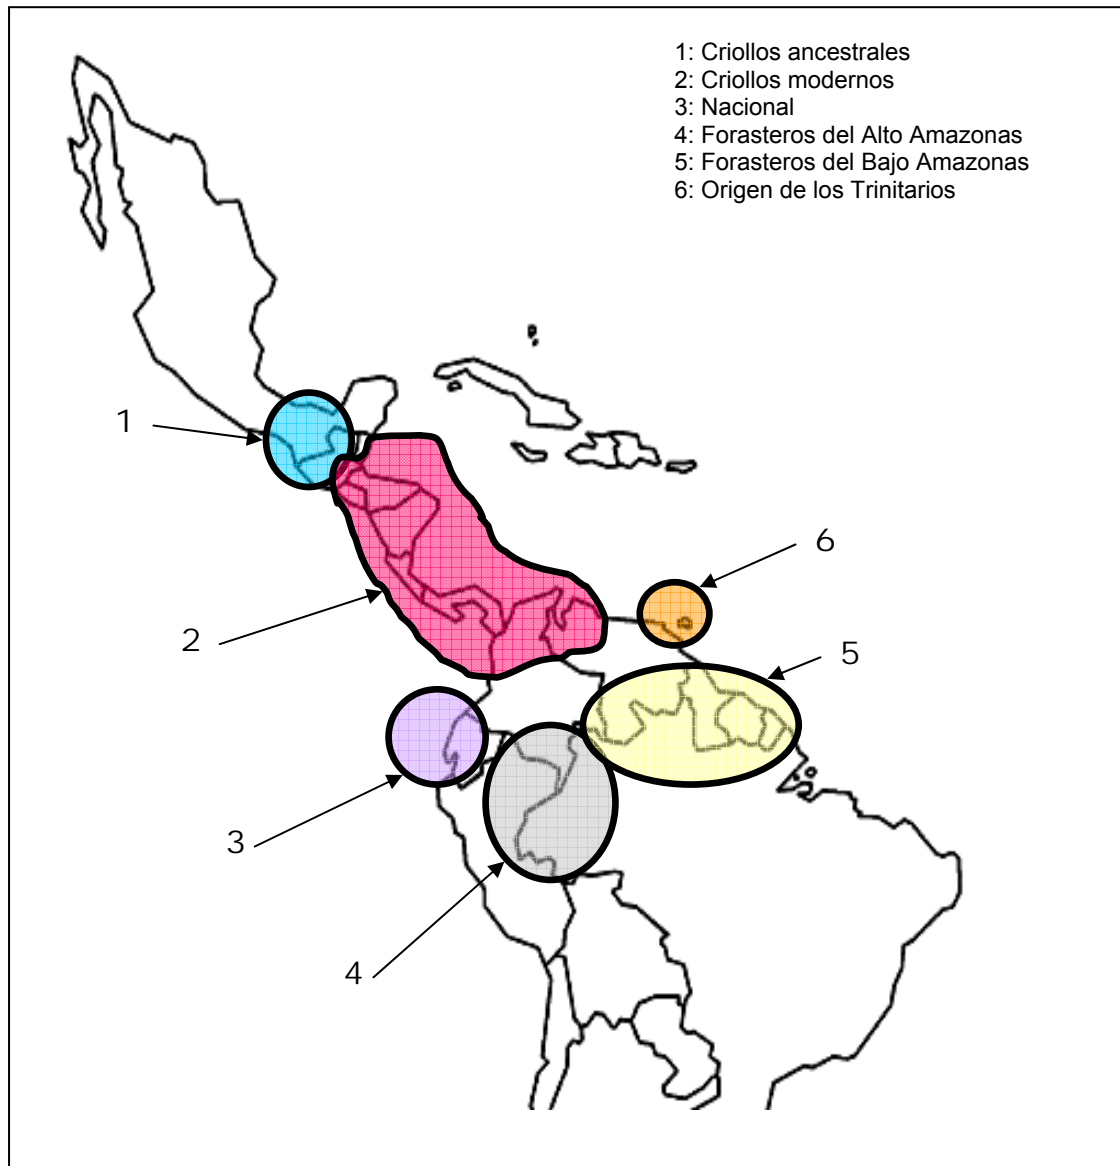 1: Criollos ancestrales
2: Criollos modernos
3: Nacional
4: Forasteros del Alto Amazonas
5: Forasteros del Bajo Amazonas
6: Origen de los Trinitarios
1
6
2
5
3
4